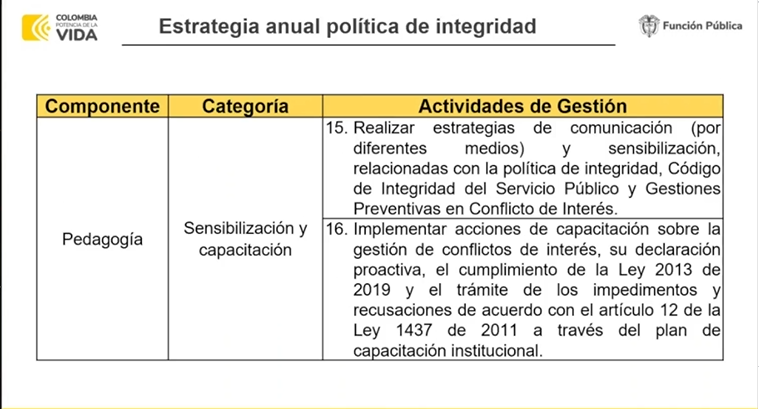 COLOMBIA
POTENCIA DE LA
VIDA
Estrategia anual política de integridad
Función Pública
Componente
Categoría
Actividades de Gestión
Pedagogía
Sensibilización y
capacitación
15. Realizar estrategias de comunicación (por
diferentes medios) y sensibilización,
relacionadas con la política de integridad, Código
de Integridad del Servicio Público y Gestiones
Preventivas en Conflicto de Interés.
16. Implementar acciones de capacitación sobre la
gestión de conflictos de interés, su declaración
proactiva, el cumplimiento de la Ley 2013 de
2019 y el trámite de los impedimentos y
recusaciones de acuerdo con el artículo 12 de la
Ley 1437 de 2011 a través del plan de
capacitación institucional.